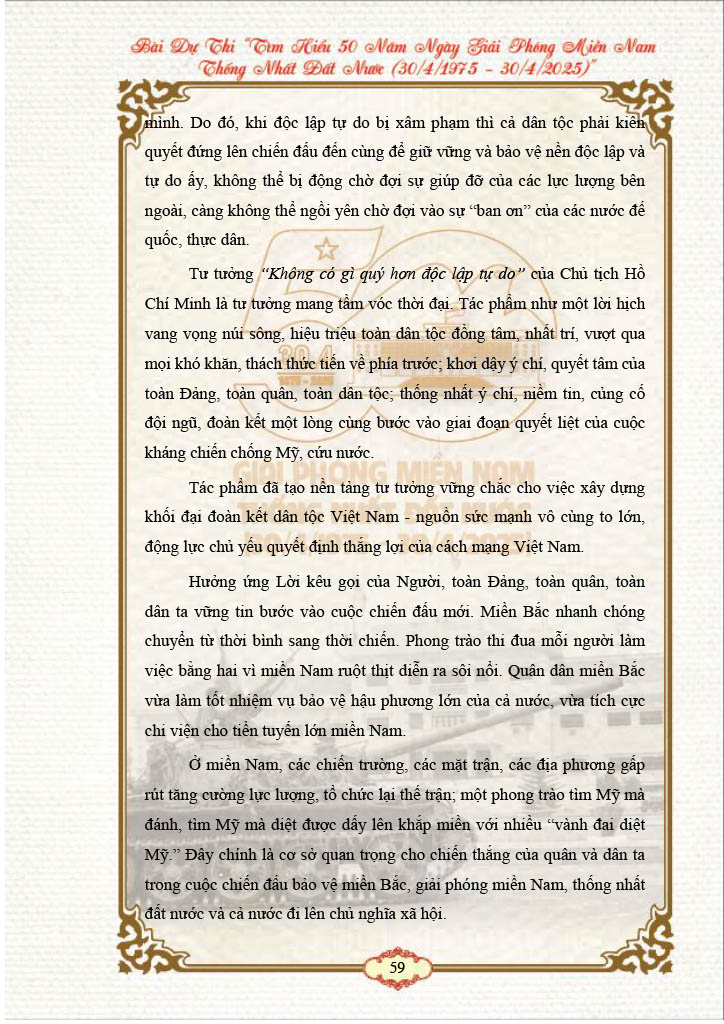 Bài Dự Thi "Tìm Hiểu 50 Năm Ngày Giải Phóng Miền Nam
Thống Nhất Đất Nước (30/4/1975 - 30/4/2025)"
mình. Do đó, khi độc lập tự do bị xâm phạm thì cả dân tộc phải kiên
quyết đứng lên chiến đấu đến cùng để giữ vững và bảo vệ nền độc lập và
tự do ấy, không thể bị động chờ đợi sự giúp đỡ của các lực lượng bên
ngoài, càng không thể ngồi yên chờ đợi vào sự “ban ơn” của các nước đế
quốc, thực dân.
Tư tưởng “Không có gì quý hơn độc lập tự do” của Chủ tịch Hồ
Chí Minh là tư tưởng mang tầm vóc thời đại. Tác phẩm như một lời hịch
vang vọng núi sông, hiệu triệu toàn dân tộc đồng tâm, nhất trí, vượt qua
mọi khó khăn, thách thức tiến về phía trước; khơi dậy ý chí, quyết tâm của
toàn Đảng, toàn quân, toàn dân tộc; thống nhất ý chí, niềm tin, củng cố
đội ngũ, đoàn kết một lòng cùng bước vào giai đoạn quyết liệt của cuộc
kháng chiến chống Mỹ, cứu nước.
GIẢI PHÓNG MIỀN NAM
Tác phẩm đã tạo nền tảng tư tưởng vững chắc cho việc xây dựng
khối đại đoàn kết dân tộc Việt Nam - nguồn sức mạnh vô cùng to lớn,
động lực chủ yếu quyết định thắng lợi của cách mạng Việt Nam.
Hưởng ứng Lời kêu gọi của Người, toàn Đảng, toàn quân, toàn
dân ta vững tin bước vào cuộc chiến đấu mới. Miền Bắc nhanh chóng
chuyển từ thời bình sang thời chiến. Phong trào thi đua mỗi người làm
việc bằng hai vì miền Nam ruột thịt diễn ra sôi nổi. Quân dân miền Bắc
vừa làm tốt nhiệm vụ bảo vệ hậu phương lớn của cả nước, vừa tích cực
chi viện cho tiền tuyến lớn miền Nam.
Ở miền Nam, các chiến trường, các mặt trận, các địa phương gấp
rút tăng cường lực lượng, tổ chức lại thế trận; một phong trào tìm Mỹ mà
đánh, tìm Mỹ mà diệt được dấy lên khắp miền với nhiều “vành đai diệt
Mỹ.” Đây chính là cơ sở quan trọng cho chiến thắng của quân và dân ta
trong cuộc chiến đấu bảo vệ miền Bắc, giải phóng miền Nam, thống nhất
đất nước và cả nước đi lên chủ nghĩa xã hội.
59